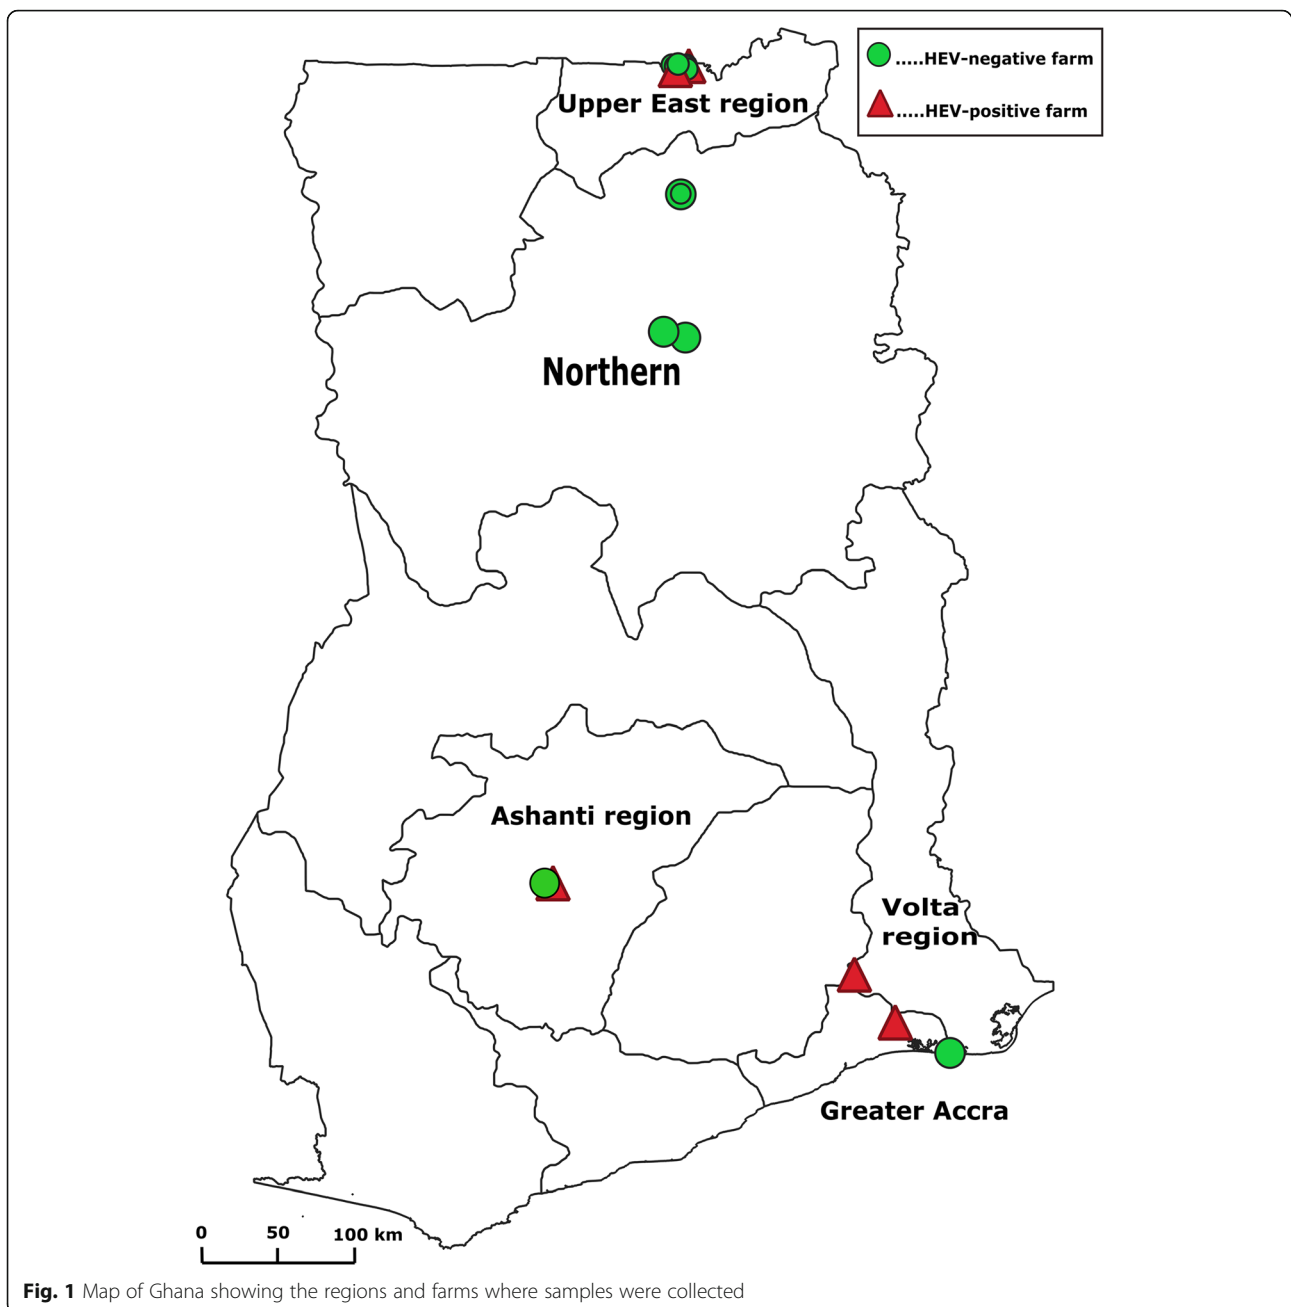 .....HEV-negative farm
.....HEV-positive farm
Upper East region
Northern
Ashanti region
Volta
region
Greater Accra
0 50 100 km
Fig. 1 Map of Ghana showing the regions and farms where samples were collected